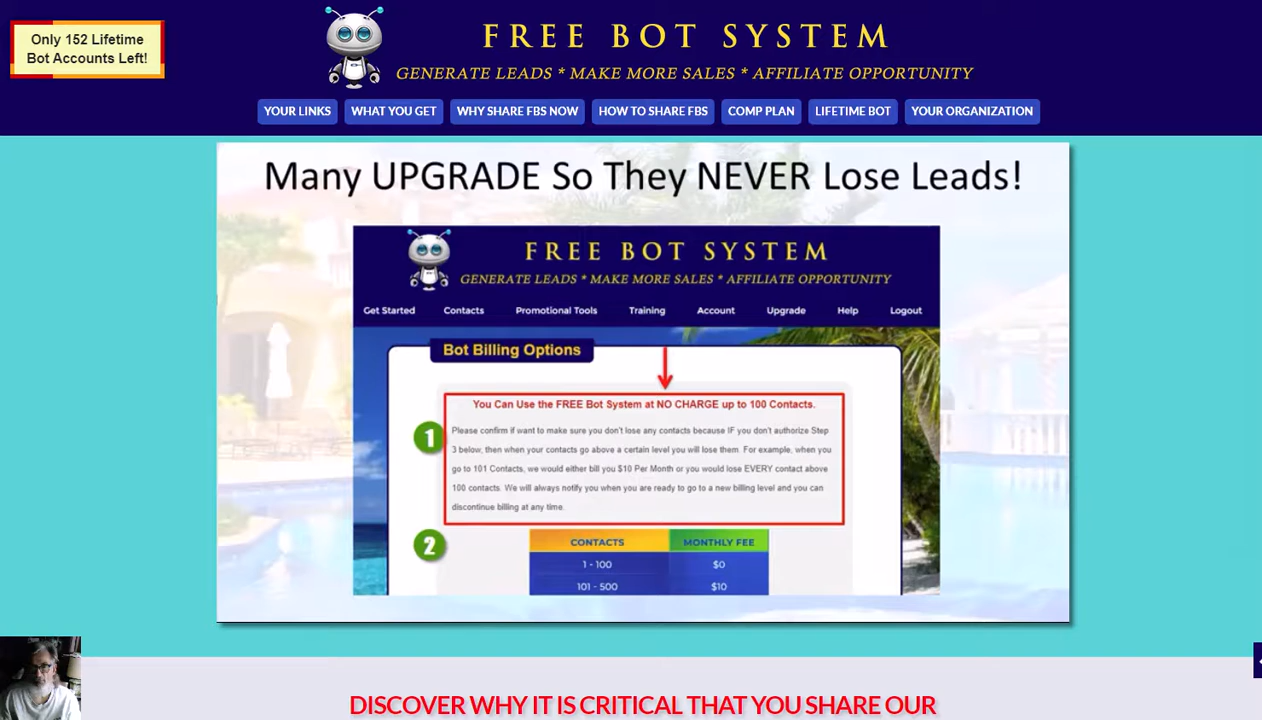 Only 152 Lifetime
Bot Accounts Left!
FREE BOT SYSTEM
GENERATE LEADS * MAKE MORE SALES * AFFILIATE OPPORTUNITY
YOUR LINKS
WHAT YOU GET
WHY SHARE FBS NOW
HOW TO SHARE FBS
COMP PLAN
LIFETIME BOT
YOUR ORGANIZATION
Many UPGRADE So They NEVER Lose Leads!
FREE BOT SYSTEM
GENERATE LEADS * MAKE MORE SALES * AFFILIATE OPPORTUNITY
Get Started
Contacts
Promotional Tools
Training
Account
Upgrade
Help
Logout
Bot Billing Options
You Can Use the FREE Bot System at NO CHARGE up to 100 Contacts.
1
Please confirm if want to make sure you don't lose any contacts because IF you don't authorize Step
3 below, then when your contacts go above a certain level you will lose them. For example, when you
go to 101 Contacts, we would either bill you $10 Per Month or you would lose EVERY contact above
100 contacts. We will always notify you when you are ready to go to a new billing level and you can
discontinue billing at any time.
2
CONTACTS MONTHLY FEE
1 - 100 $0
101 - 500 $10
DISCOVER WHY IT IS CRITICAL THAT YOU SHARE OUR